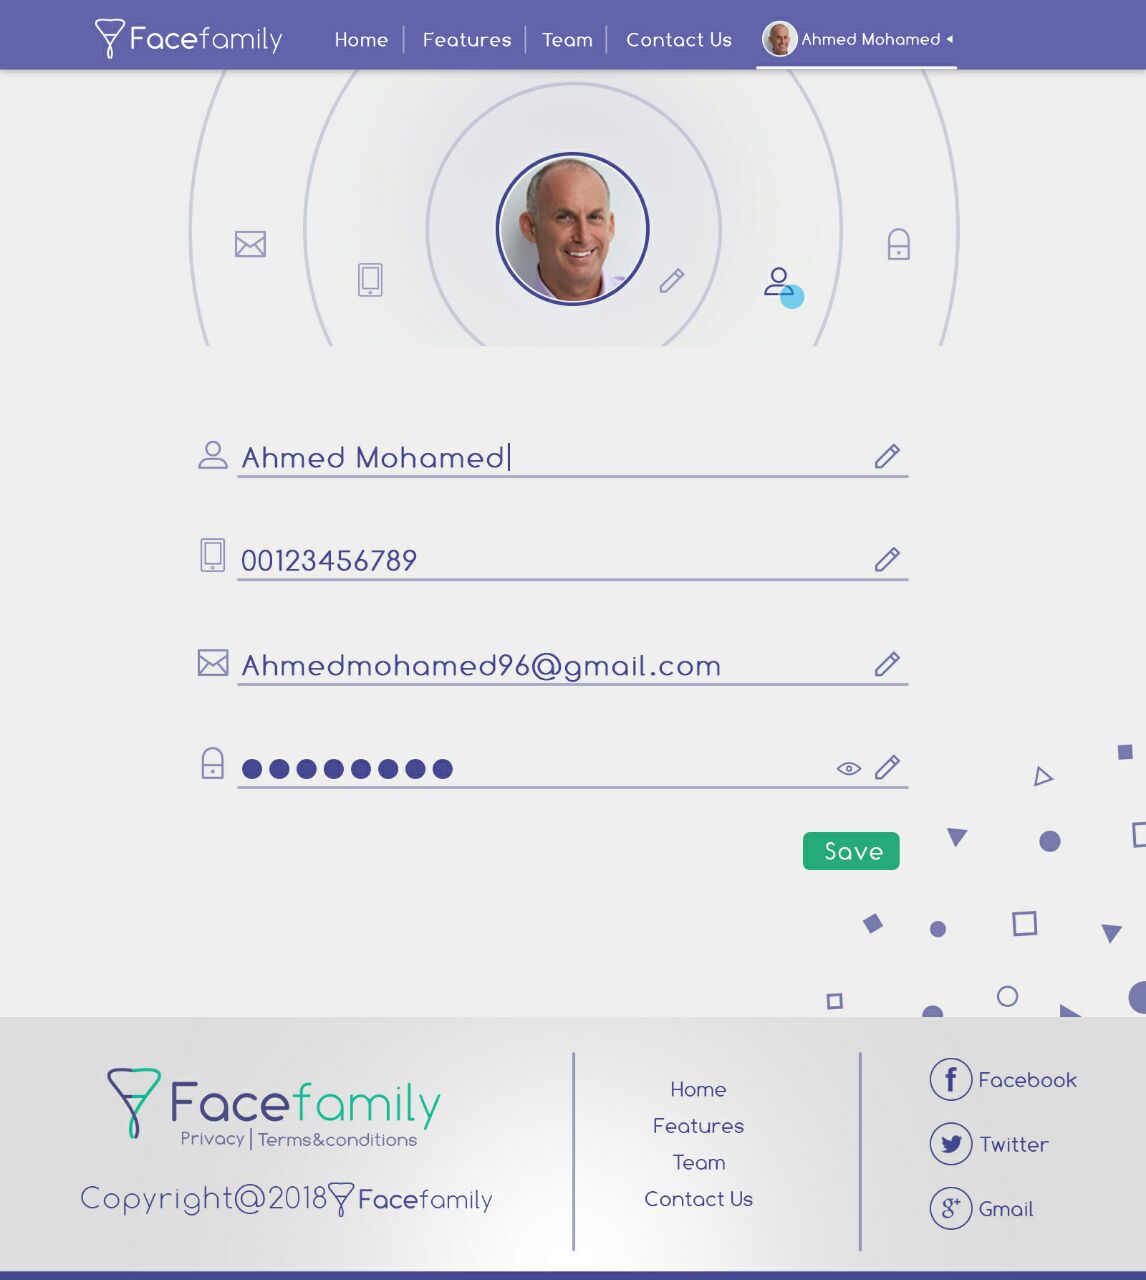 Facefamily
Home
Features
Team
Contact Us
Ahmed Mohamed
Ahmed Mohamed
00123456789
Ahmedmohamed96@gmail.com
Save
Facefamily
Privacy | Terms&conditions
Copyright@2018 Facefamily
Home
Features
Team
Contact Us
Facebook
Twitter
Gmail